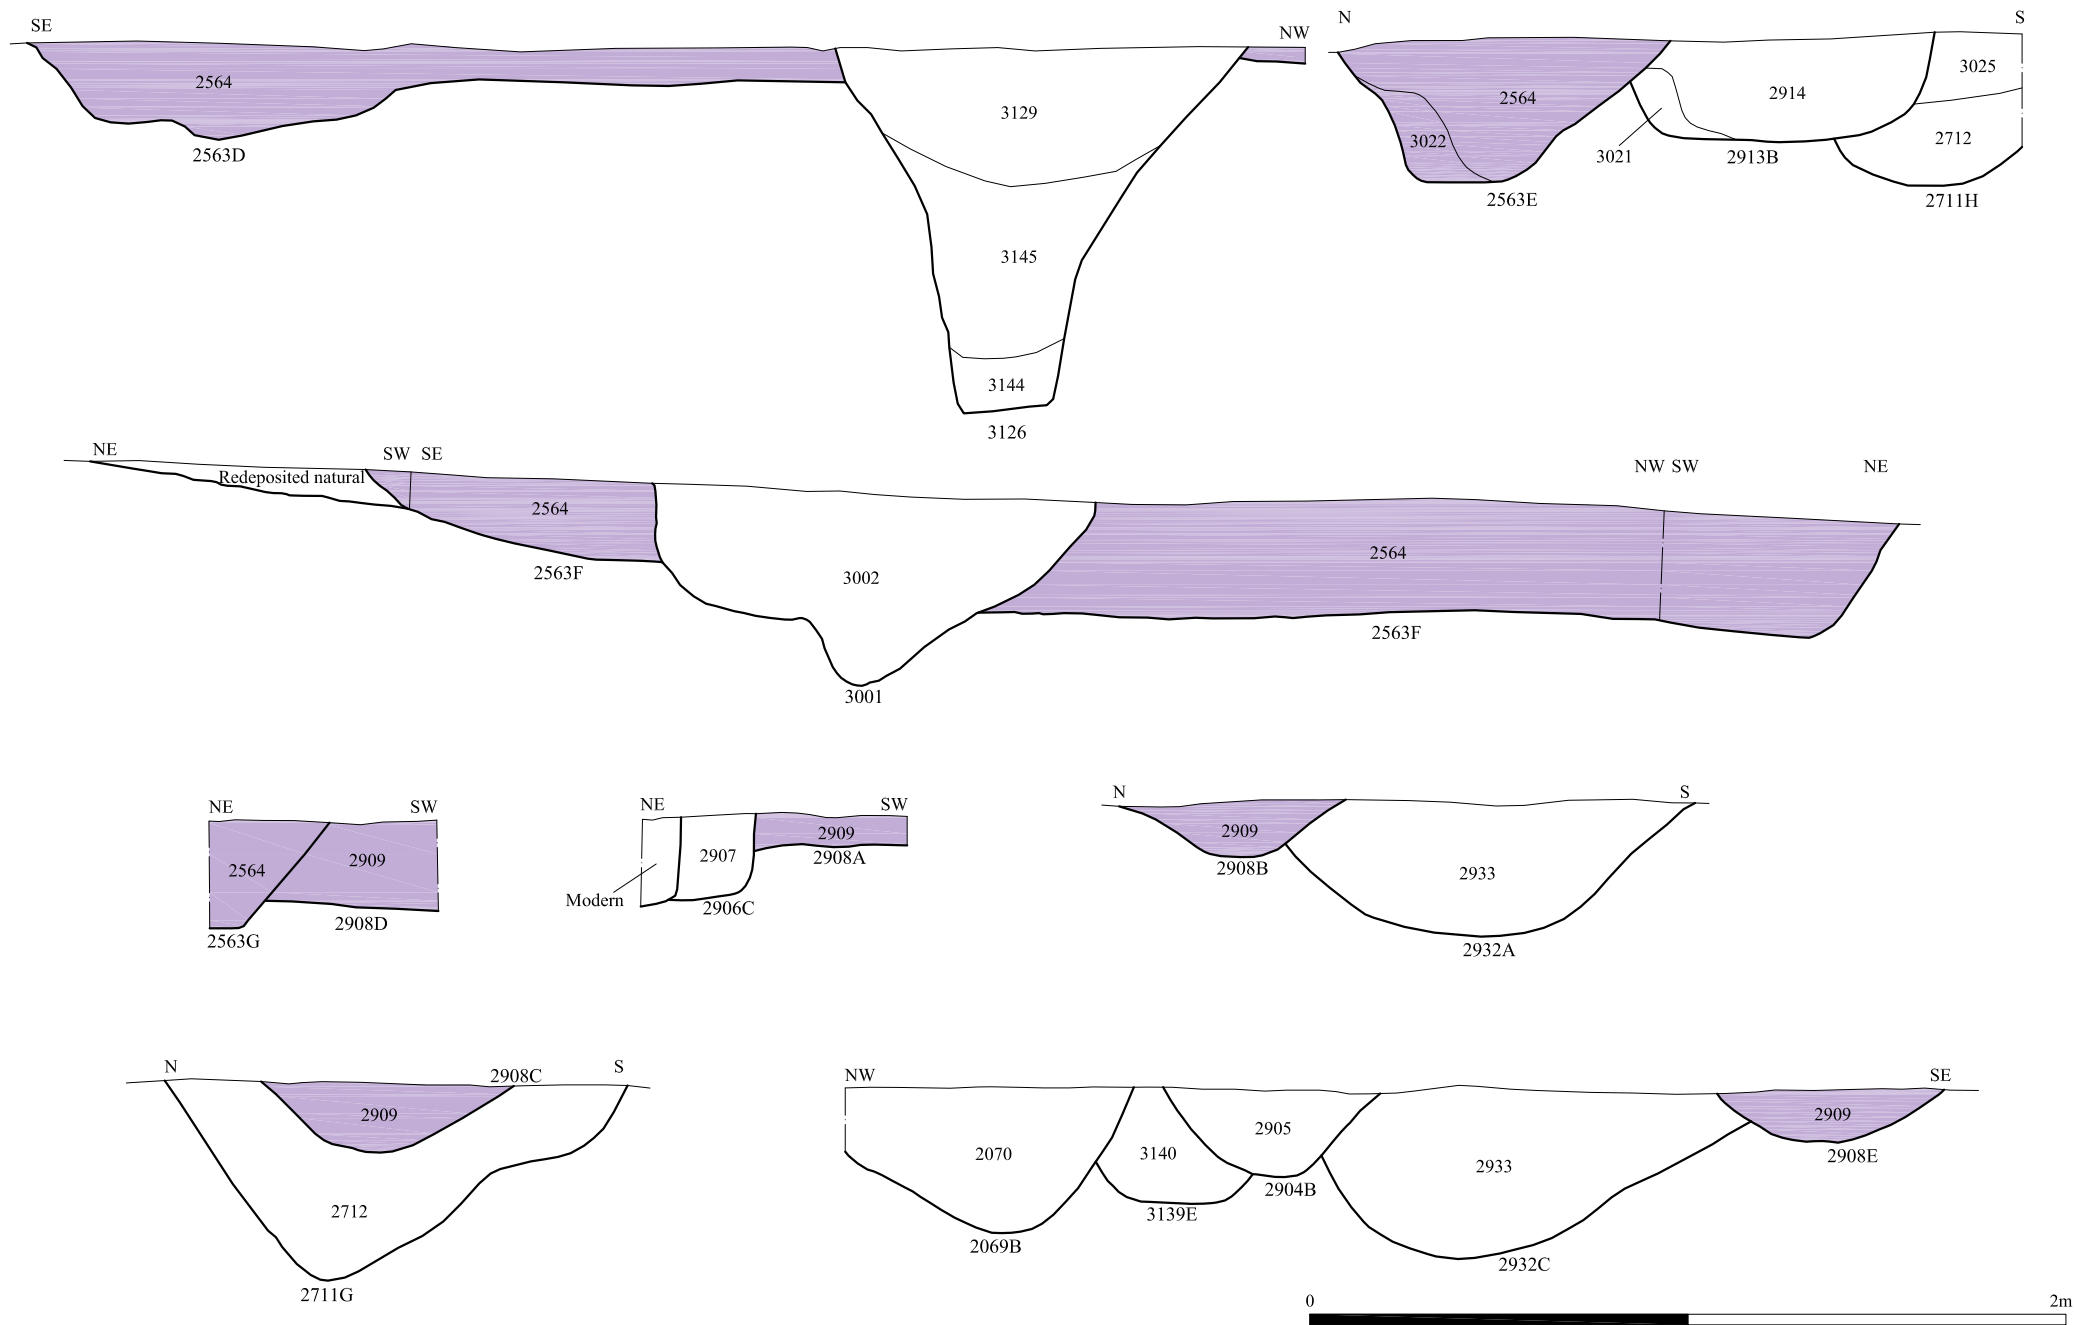 SE NW
2564
3129
3145
3144
2563D
3126
N S
2564
3022
3021
2914
3025
2712
2563E
2913B
2711H
NE SW SE NW SW NE
Redeposited natural
2564
3002
2564
2563F
3001
2563F
NE SW
2564
2909
2563G
2908D
NE SW
2907
2909
Modern
2906C
2908A
N S
2909
2933
2908B
2932A
N S
2908C
2909
2712
2711G
NW SE
2070
3140
2905
2933
2909
2069B
3139E
2904B
2932C
2908E
0 2m